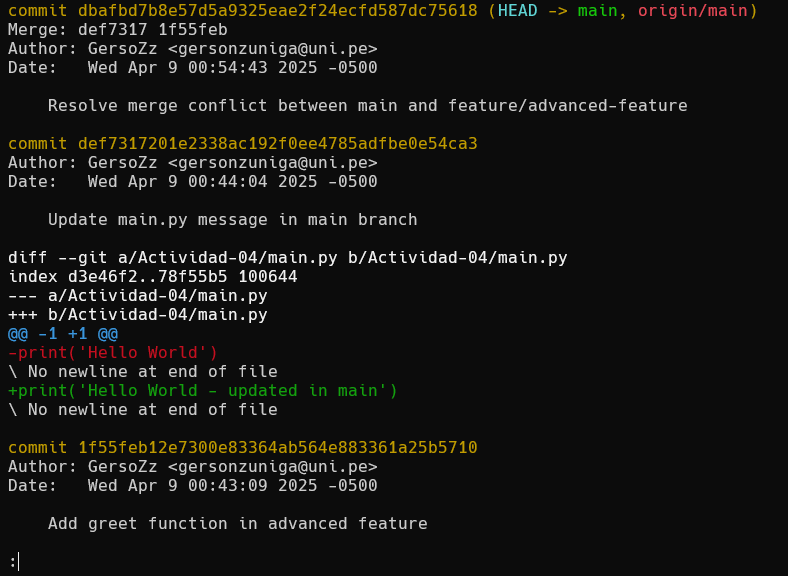 commit dbafbd7b8e57d5a9325eae2f24ecfd587dc75618 (HEAD -> main, origin/main)
Merge: def7317 1f55feb
Author: GersoZz <gersonzuniga@uni.pe>
Date:   Wed Apr 9 00:54:43 2025 -0500

    Resolve merge conflict between main and feature/advanced-feature

commit def7317201e2338ac192f0ee4785adfbe0e54ca3
Author: GersoZz <gersonzuniga@uni.pe>
Date:   Wed Apr 9 00:44:04 2025 -0500

    Update main.py message in main branch

diff --git a/Actividad-04/main.py b/Actividad-04/main.py
index d3e46f2..78f55b5 100644
--- a/Actividad-04/main.py
+++ b/Actividad-04/main.py
@@ -1 +1 @@
-print('Hello World')
\ No newline at end of file
+print('Hello World - updated in main')
\ No newline at end of file

commit 1f55feb12e7300e83364ab564e883361a25b5710
Author: GersoZz <gersonzuniga@uni.pe>
Date:   Wed Apr 9 00:43:09 2025 -0500

    Add greet function in advanced feature

: